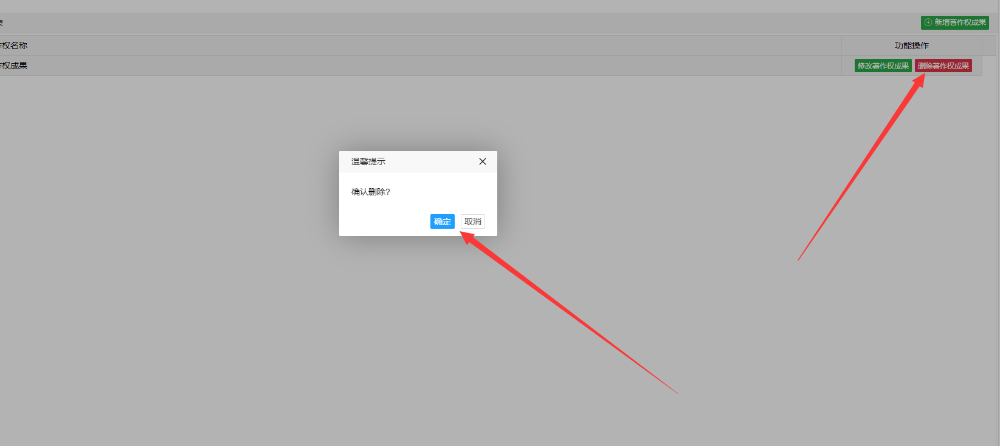 新增著作权成果
作权名称
功能操作
作权成果
修改著作权成果
删除著作权成果
温馨提示
确认删除?
确定
取消